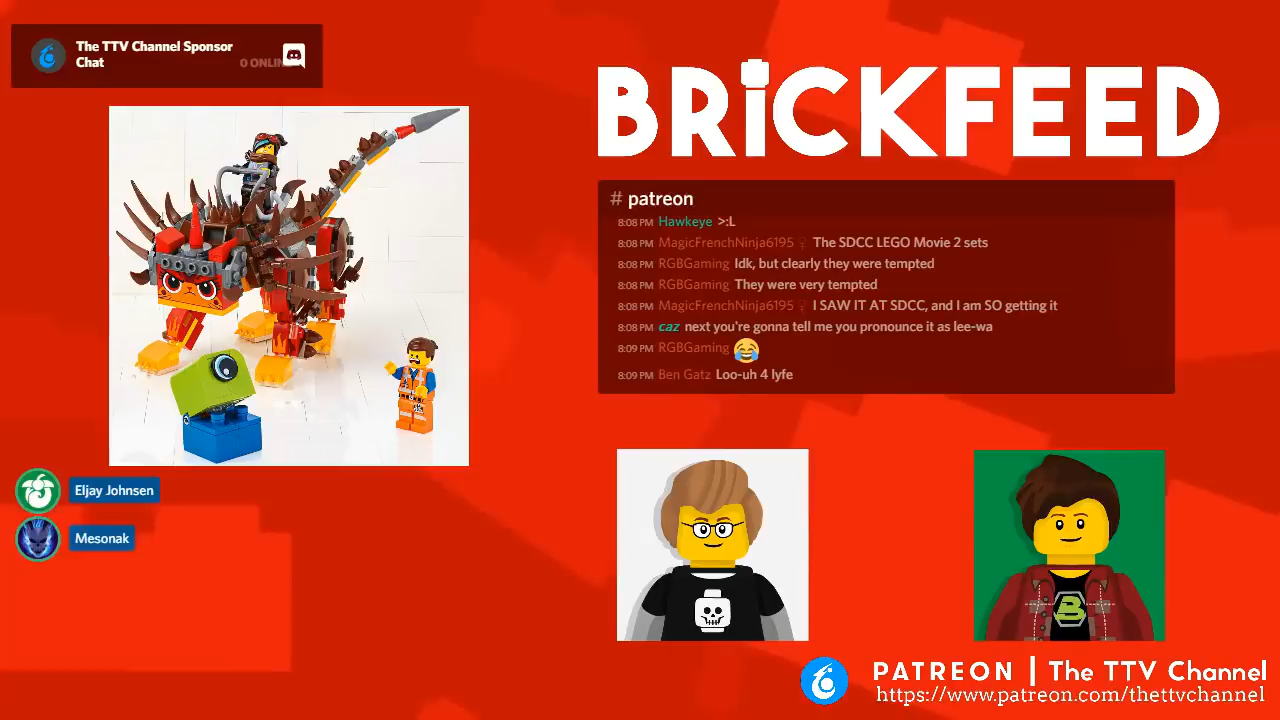 The TTV Channel Sponsor
Chat
0 ONLIN
BRiCKFEED
# patreon
8:08 PM Hawkeye >:L
8:08 PM MagicFrenchNinja6195 The SDCC LEGO Movie 2 sets
8:08 PM RGBGaming Idk, but clearly they were tempted
8:08 PM RGBGaming They were very tempted
8:08 PM MagicFrenchNinja6195 I SAW IT AT SDCC, and I am SO getting it
8:08 PM caz next you're gonna tell me you pronounce it as lee-wa
8:09 PM RGBGaming 😂
8:09 PM Ben Gatz Loo-uh 4 lyfe
Eljay Johnsen
Mesonak
B
PATREON | The TTV Channel
https://www.patreon.com/thettvchannel